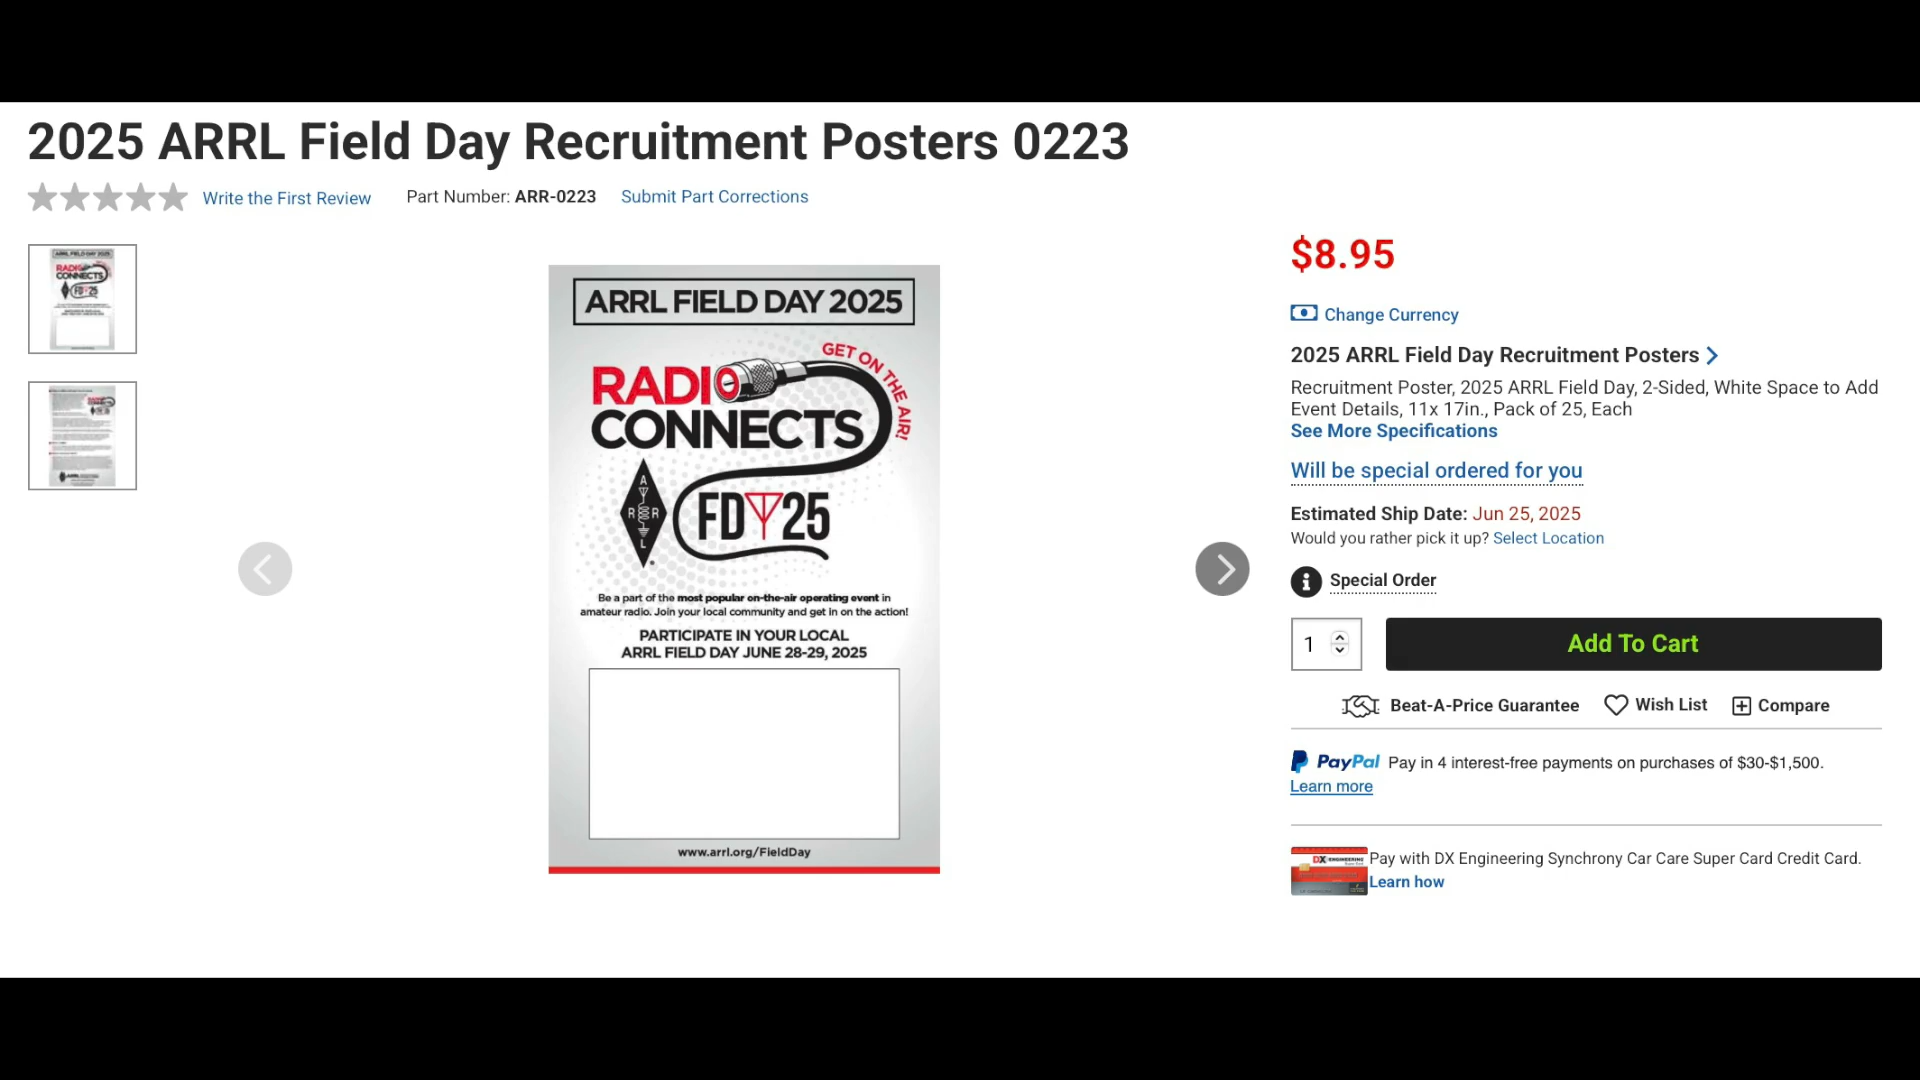 2025 ARRL Field Day Recruitment Posters 0223
Write the First Review
Part Number: ARR-0223
Submit Part Corrections
ARRL FIELD DAY 2025
RADIO
CONNECTS
GET ON THE AIR!
ARRL
FD 25
Be a part of the most popular on-the-air operating event in
amateur radio. Join your local community and get in on the action!
PARTICIPATE IN YOUR LOCAL
ARRL FIELD DAY JUNE 28-29, 2025
www.arrl.org/FieldDay
$8.95
Change Currency
2025 ARRL Field Day Recruitment Posters
Recruitment Poster, 2025 ARRL Field Day, 2-Sided, White Space to Add
Event Details, 11x 17in., Pack of 25, Each
See More Specifications
Will be special ordered for you
Estimated Ship Date: Jun 25, 2025
Would you rather pick it up? Select Location
Special Order
1
Add To Cart
Beat-A-Price Guarantee
Wish List
Compare
PayPal Pay in 4 interest-free payments on purchases of $30-$1,500.
Learn more
DX ENGINEERING
Pay with DX Engineering Synchrony Car Care Super Card Credit Card.
Learn how